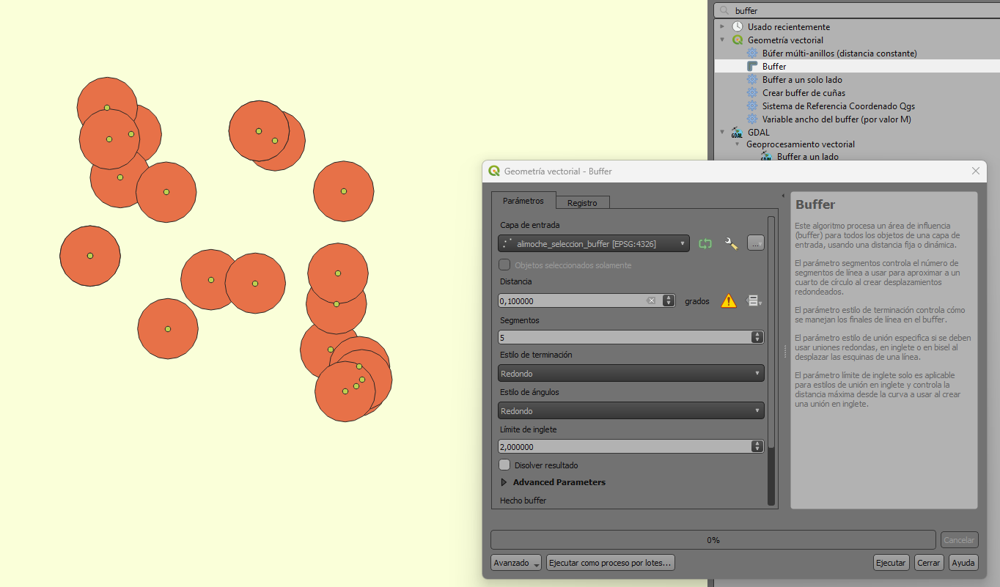 buffer
Usado recientemente
Geometría vectorial
Búfer múlti-anillos (distancia constante)
Buffer
Buffer a un solo lado
Crear buffer de cuñas
Sistema de Referencia Coordenado Qgs
Variable ancho del buffer (por valor M)
GDAL
GDAL
Geoprocesamiento vectorial
GDAL
Buffer a un lado
Geometría vectorial - Buffer
Parámetros
Registro
Capa de entrada
alimoche_seleccion_buffer [EPSG:4326]
...
Objetos seleccionados solamente
Distancia
0,100000
grados
Segmentos
5
Estilo de terminación
Redondo
Estilo de ángulos
Redondo
Límite de inglete
2,000000
Disolver resultado
Advanced Parameters
Hecho buffer
Buffer
Este algoritmo procesa un área de influencia
(buffer) para todos los objetos de una capa de
entrada, usando una distancia fija o dinámica.
El parámetro segmentos controla el número de
segmentos de línea a usar para aproximar a un
cuarto de círculo al crear desplazamientos
redondeados.
El parámetro estilo de terminación controla cómo
se manejan los finales de línea en el buffer.
El parámetro estilo de unión especifica si se deben
usar uniones redondas, en inglete o en bisel al
desplazar las esquinas de una línea.
El parámetro límite de inglete solo es aplicable
para estilos de unión en inglete y controla la
distancia máxima desde la curva a usar al crear
una unión en inglete.
0%
Cancelar
Avanzado
Ejecutar como proceso por lotes...
Ejecutar
Cerrar
Ayuda